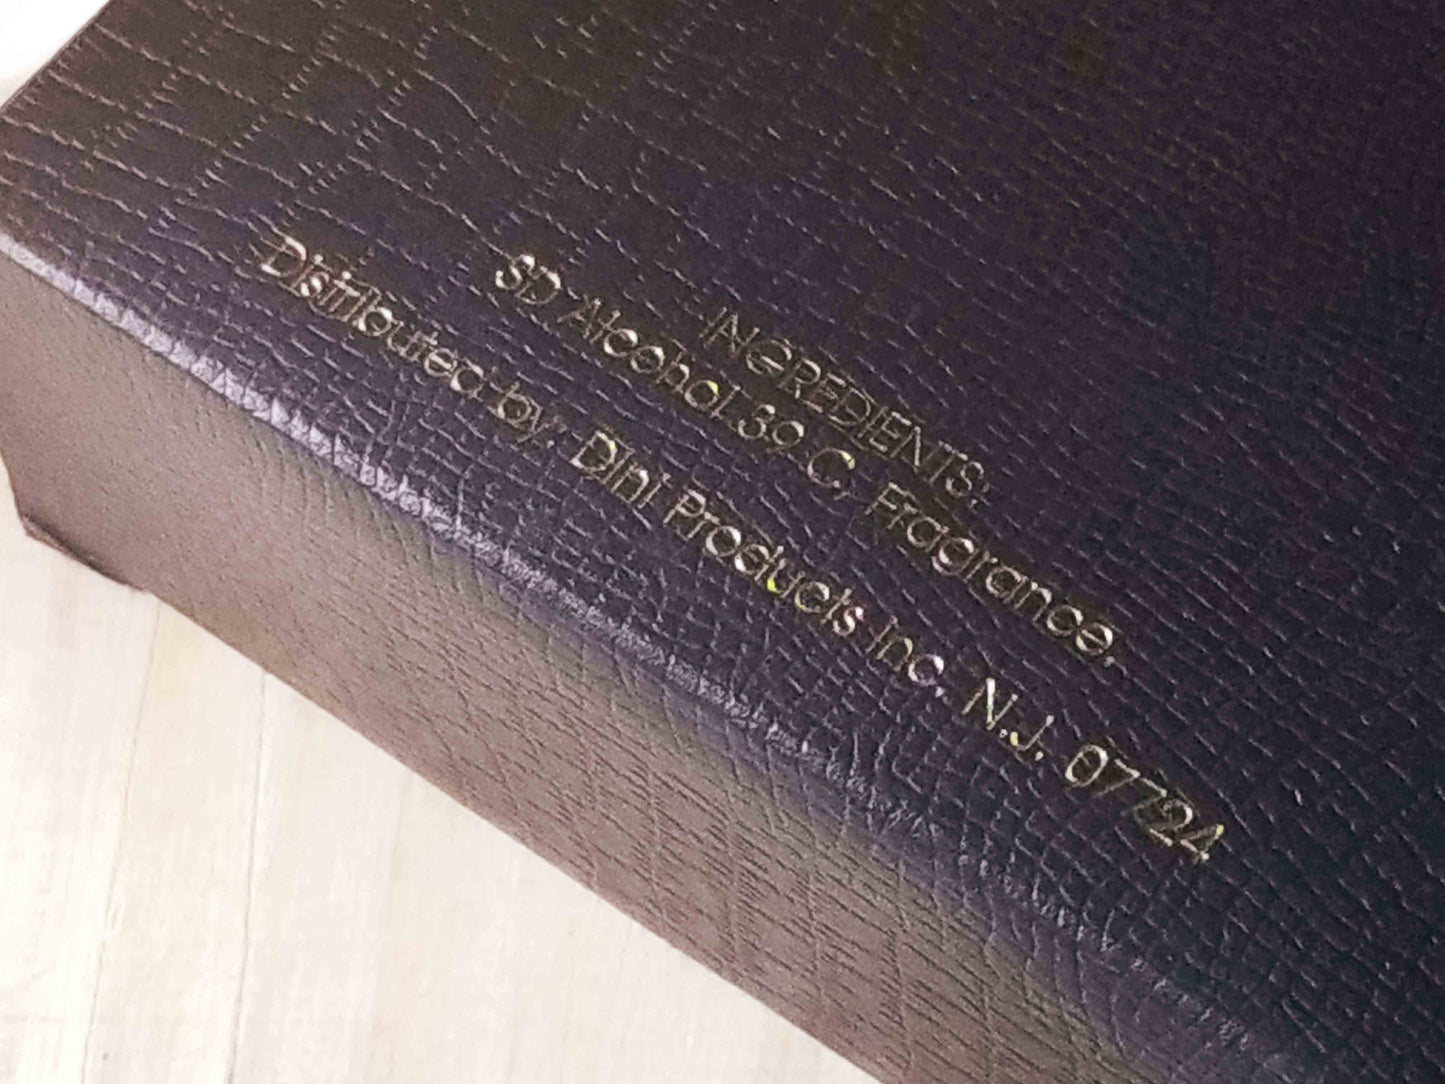 INGREDIENTS:
SD Alcohol 39 C, Fragrance,
Distributed by: Dini Products Inc. N.J. 07724